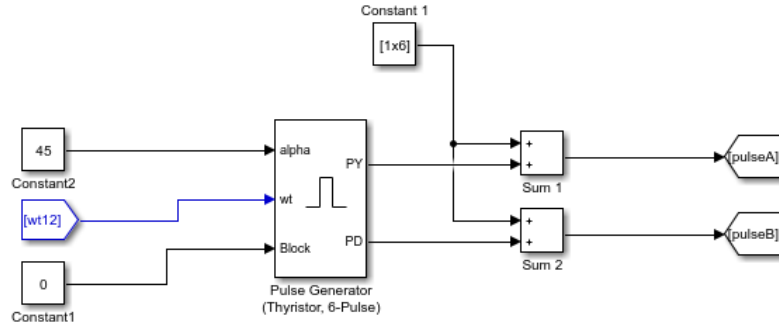 Constant 1
[1x6]
45
Constant2
[wt12]
0
Constant1
alpha
wt
Block
PY
PD
Pulse Generator
(Thyristor, 6-Pulse)
+
+
Sum 1
+
+
Sum 2
[pulseA]
[pulseB]